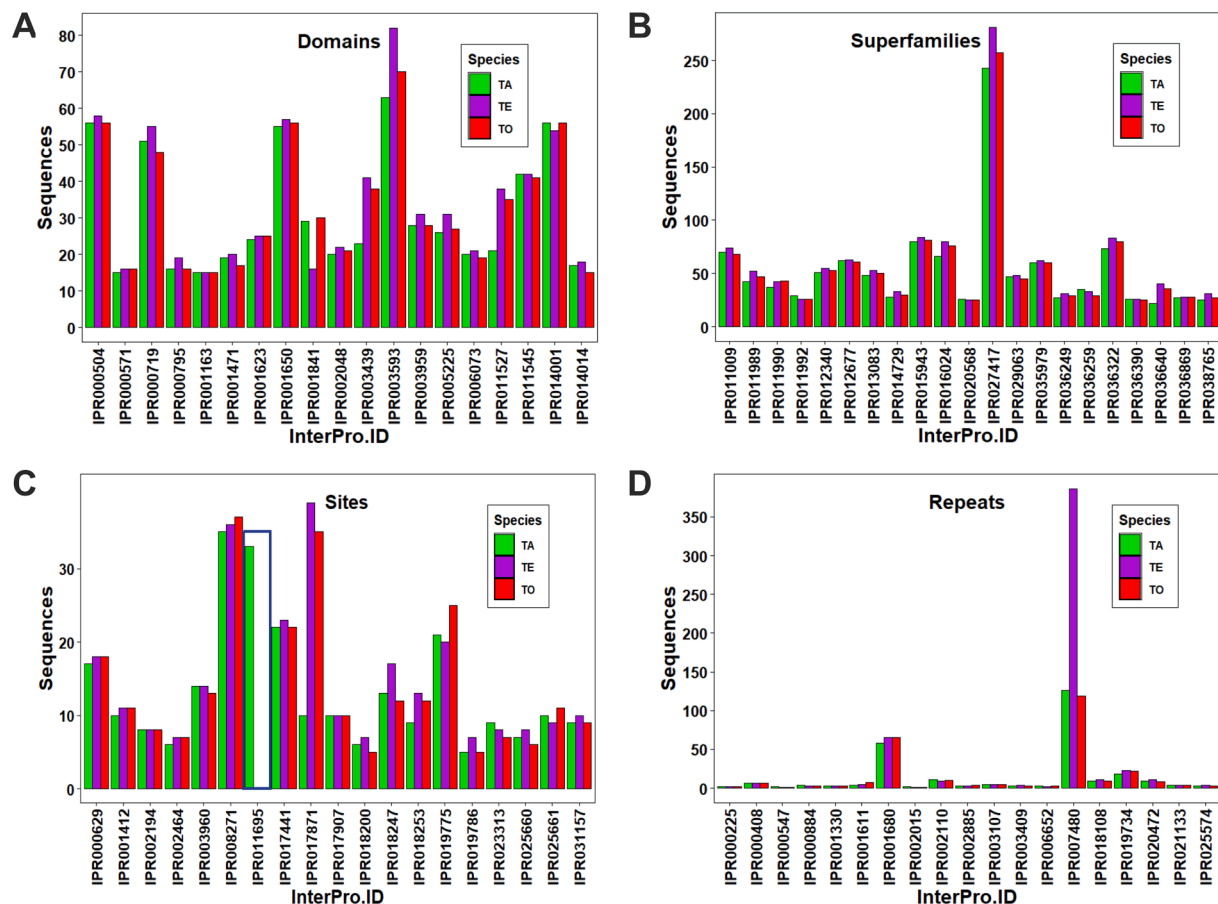 A
Domains
Sequences
80
70
60
50
40
30
20
10
0
Species
TA
TE
TO
IPR000504
IPR000571
IPR000719
IPR000795
IPR001163
IPR001471
IPR001623
IPR001650
IPR001841
IPR002048
IPR003439
IPR003593
IPR003959
IPR005225
IPR006073
IPR011527
IPR011545
IPR014001
IPR014014
InterPro.ID
B
Superfamilies
Sequences
250
200
150
100
50
0
Species
TA
TE
TO
IPR011009
IPR011989
IPR011990
IPR011992
IPR012340
IPR012677
IPR013083
IPR014729
IPR015943
IPR016024
IPR020568
IPR027417
IPR029063
IPR035979
IPR036249
IPR036259
IPR036322
IPR036390
IPR036640
IPR036869
IPR038765
InterPro.ID
C
Sites
Sequences
30
20
10
0
Species
TA
TE
TO
IPR000629
IPR001412
IPR002194
IPR002464
IPR003960
IPR008271
IPR011695
IPR017441
IPR017871
IPR017907
IPR018200
IPR018247
IPR018253
IPR019775
IPR019786
IPR023313
IPR025660
IPR025661
IPR031157
InterPro.ID
D
Repeats
Sequences
350
300
250
200
150
100
50
0
Species
TA
TE
TO
IPR000225
IPR000408
IPR000547
IPR000884
IPR001330
IPR001611
IPR001680
IPR002015
IPR002110
IPR002885
IPR003107
IPR003409
IPR006652
IPR007480
IPR018108
IPR019734
IPR020472
IPR021133
IPR025574
InterPro.ID